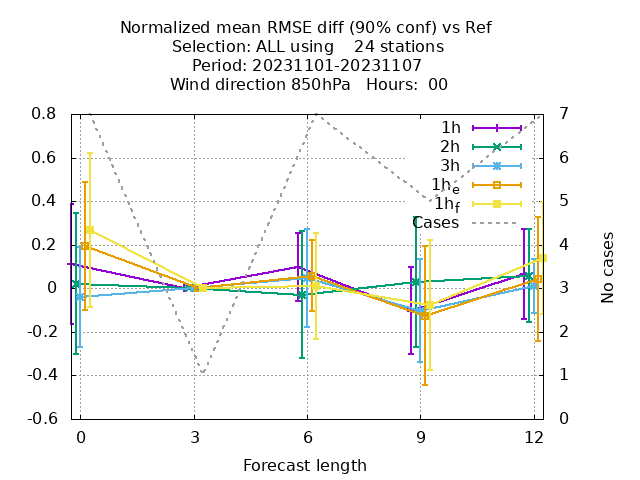 Normalized mean RMSE diff (90% conf) vs Ref
Selection: ALL using    24 stations
Period: 20231101-20231107
Wind direction 850hPa   Hours:  00
0.8
0.6
0.4
0.2
0
-0.2
-0.4
-0.6
7
6
5
4
3
2
1
0
1h
2h
3h
1he
1hf
Cases
No cases
0 3 6 9 12
Forecast length